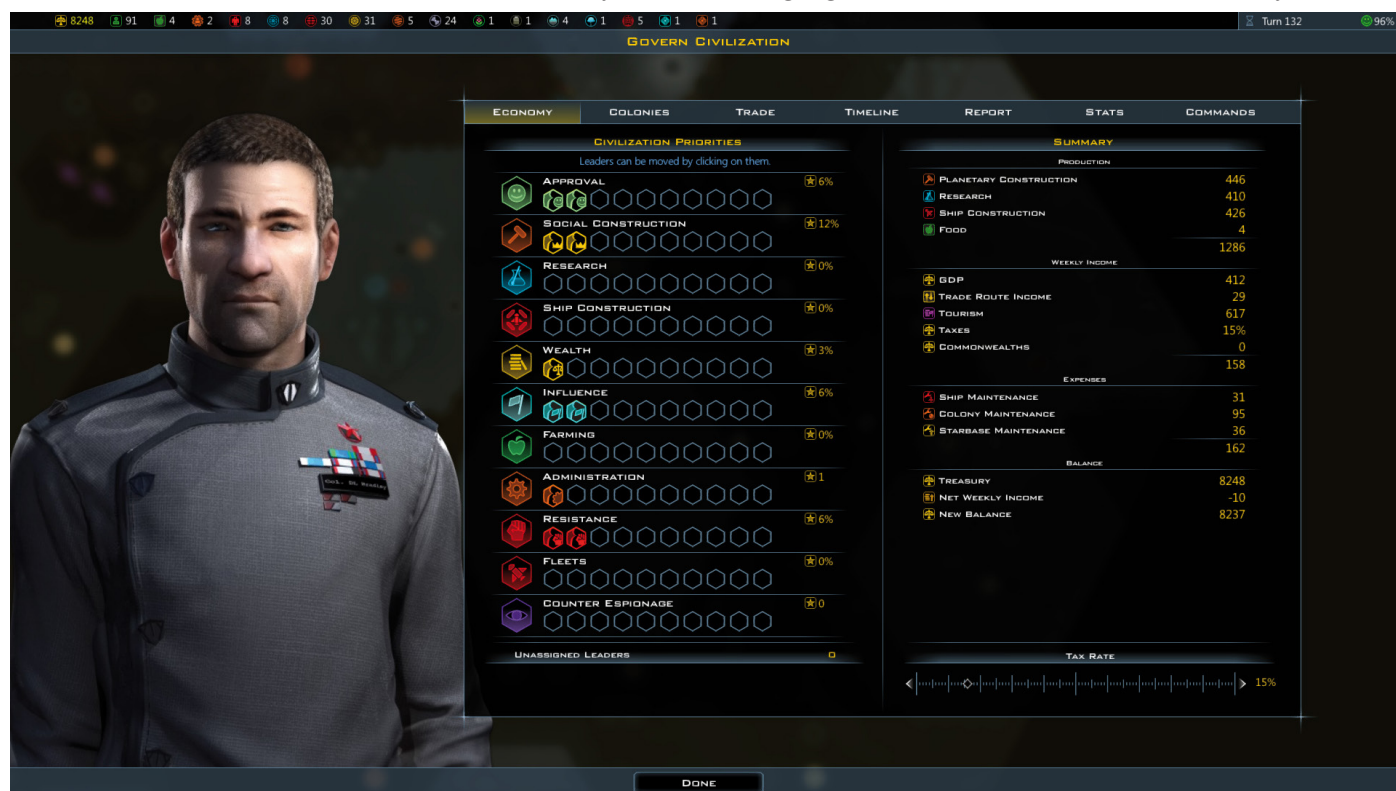 8248 91 4 2 8 8 30 31 5 24 1 1 4 1 5 1 1 Turn 132 96%
Govern Civilization
Economy Colonies Trade Timeline Report Stats Commands
Civilization Priorities
Leaders can be moved by clicking on them.
Approval 6%
Social Construction 12%
Research 0%
Ship Construction 0%
Wealth 3%
Influence 6%
Farming 0%
Administration 1
Resistance 6%
Fleets 0%
Counter Espionage 0
Unassigned Leaders 0
Summary
Production
Planetary Construction 446
Research 410
Ship Construction 426
Food 4
1286
Weekly Income
GDP 412
Trade Route Income 29
Tourism 617
Taxes 15%
Commonwealths 0
158
Expenses
Ship Maintenance 31
Colony Maintenance 95
Starbase Maintenance 36
162
Balance
Treasury 8248
Net Weekly Income -10
New Balance 8237
Tax Rate
15%
Col. DL Bradley
Done